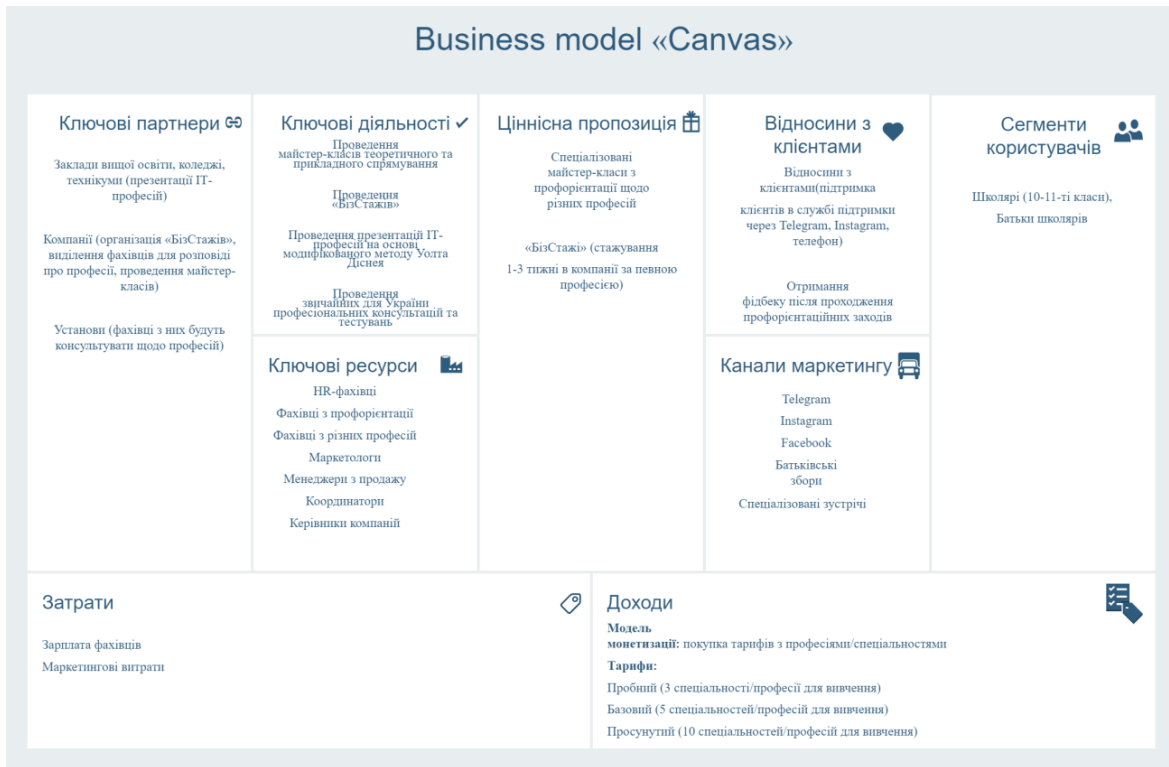 Business model «Canvas»
Ключові партнери
Заклади вищої освіти, коледжі,
технікуми (презентації ІТ-
професій)
Компанії (організація «БізСтажів»,
виділення фахівців для розповіді
про професії, проведення майстер-
класів)
Установи (фахівці з них будуть
консультувати щодо професій)
Ключові діяльності
Проведення
майстер-класів теоретичного та
прикладного спрямування
Проведення
«БізСтажів»
Проведення презентацій ІТ-
професій на основі
модифікованого методу Уолта
Діснея
Проведення
звичайних для України
професіональних консультацій та
тестувань
Ключові ресурси
HR-фахівці
Фахівці з профорієнтації
Фахівці з різних професій
Маркетологи
Менеджери з продажу
Координатори
Керівники компаній
Ціннісна пропозиція
Спеціалізовані
майстер-класи з
профорієнтації щодо
різних професій
«БізСтажі» (стажування
1-3 тижні в компанії за певною
професією)
Відносини з
клієнтами
Відносини з
клієнтами(підтримка
клієнтів в службі підтримки
через Telegram, Instagram,
телефон)
Отримання
фідбеку після проходження
профорієнтаційних заходів
Канали маркетингу
Telegram
Instagram
Facebook
Батьківські
збори
Спеціалізовані зустрічі
Сегменти
користувачів
Школярі (10-11-ті класи),
Батьки школярів
Затрати
Зарплата фахівців
Маркетингові витрати
Доходи
Модель
монетизації: покупка тарифів з професіями/спеціальностями
Тарифи:
Пробний (3 спеціальності/професії для вивчення)
Базовий (5 спеціальностей/професій для вивчення)
Просунутий (10 спеціальностей/професій для вивчення)